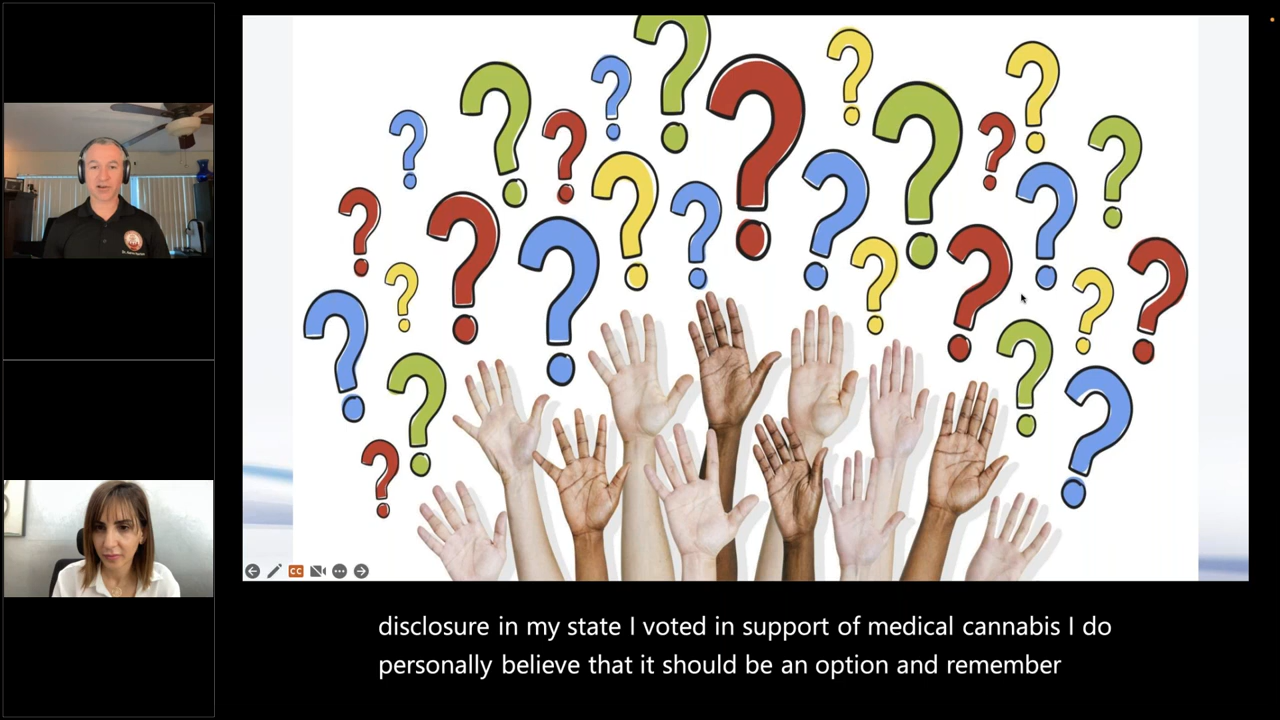 CC
disclosure in my state I voted in support of medical cannabis I do
personally believe that it should be an option and remember